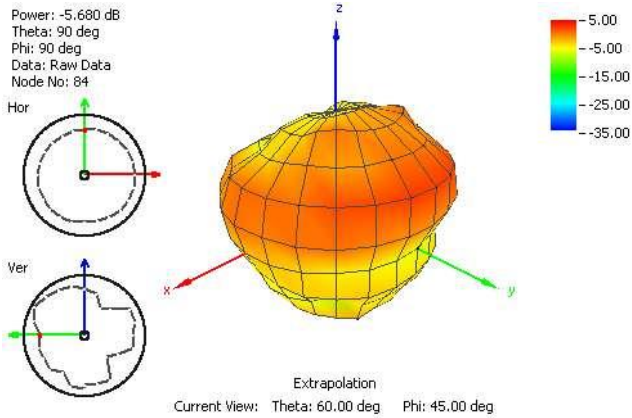 Power: -5.680 dB
Theta: 90 deg
Phi: 90 deg
Data: Raw Data
Node No: 84
Hor
Ver
z
x
y
5.00
-5.00
-15.00
-25.00
-35.00
Extrapolation
Current View: Theta: 60.00 deg Phi: 45.00 deg